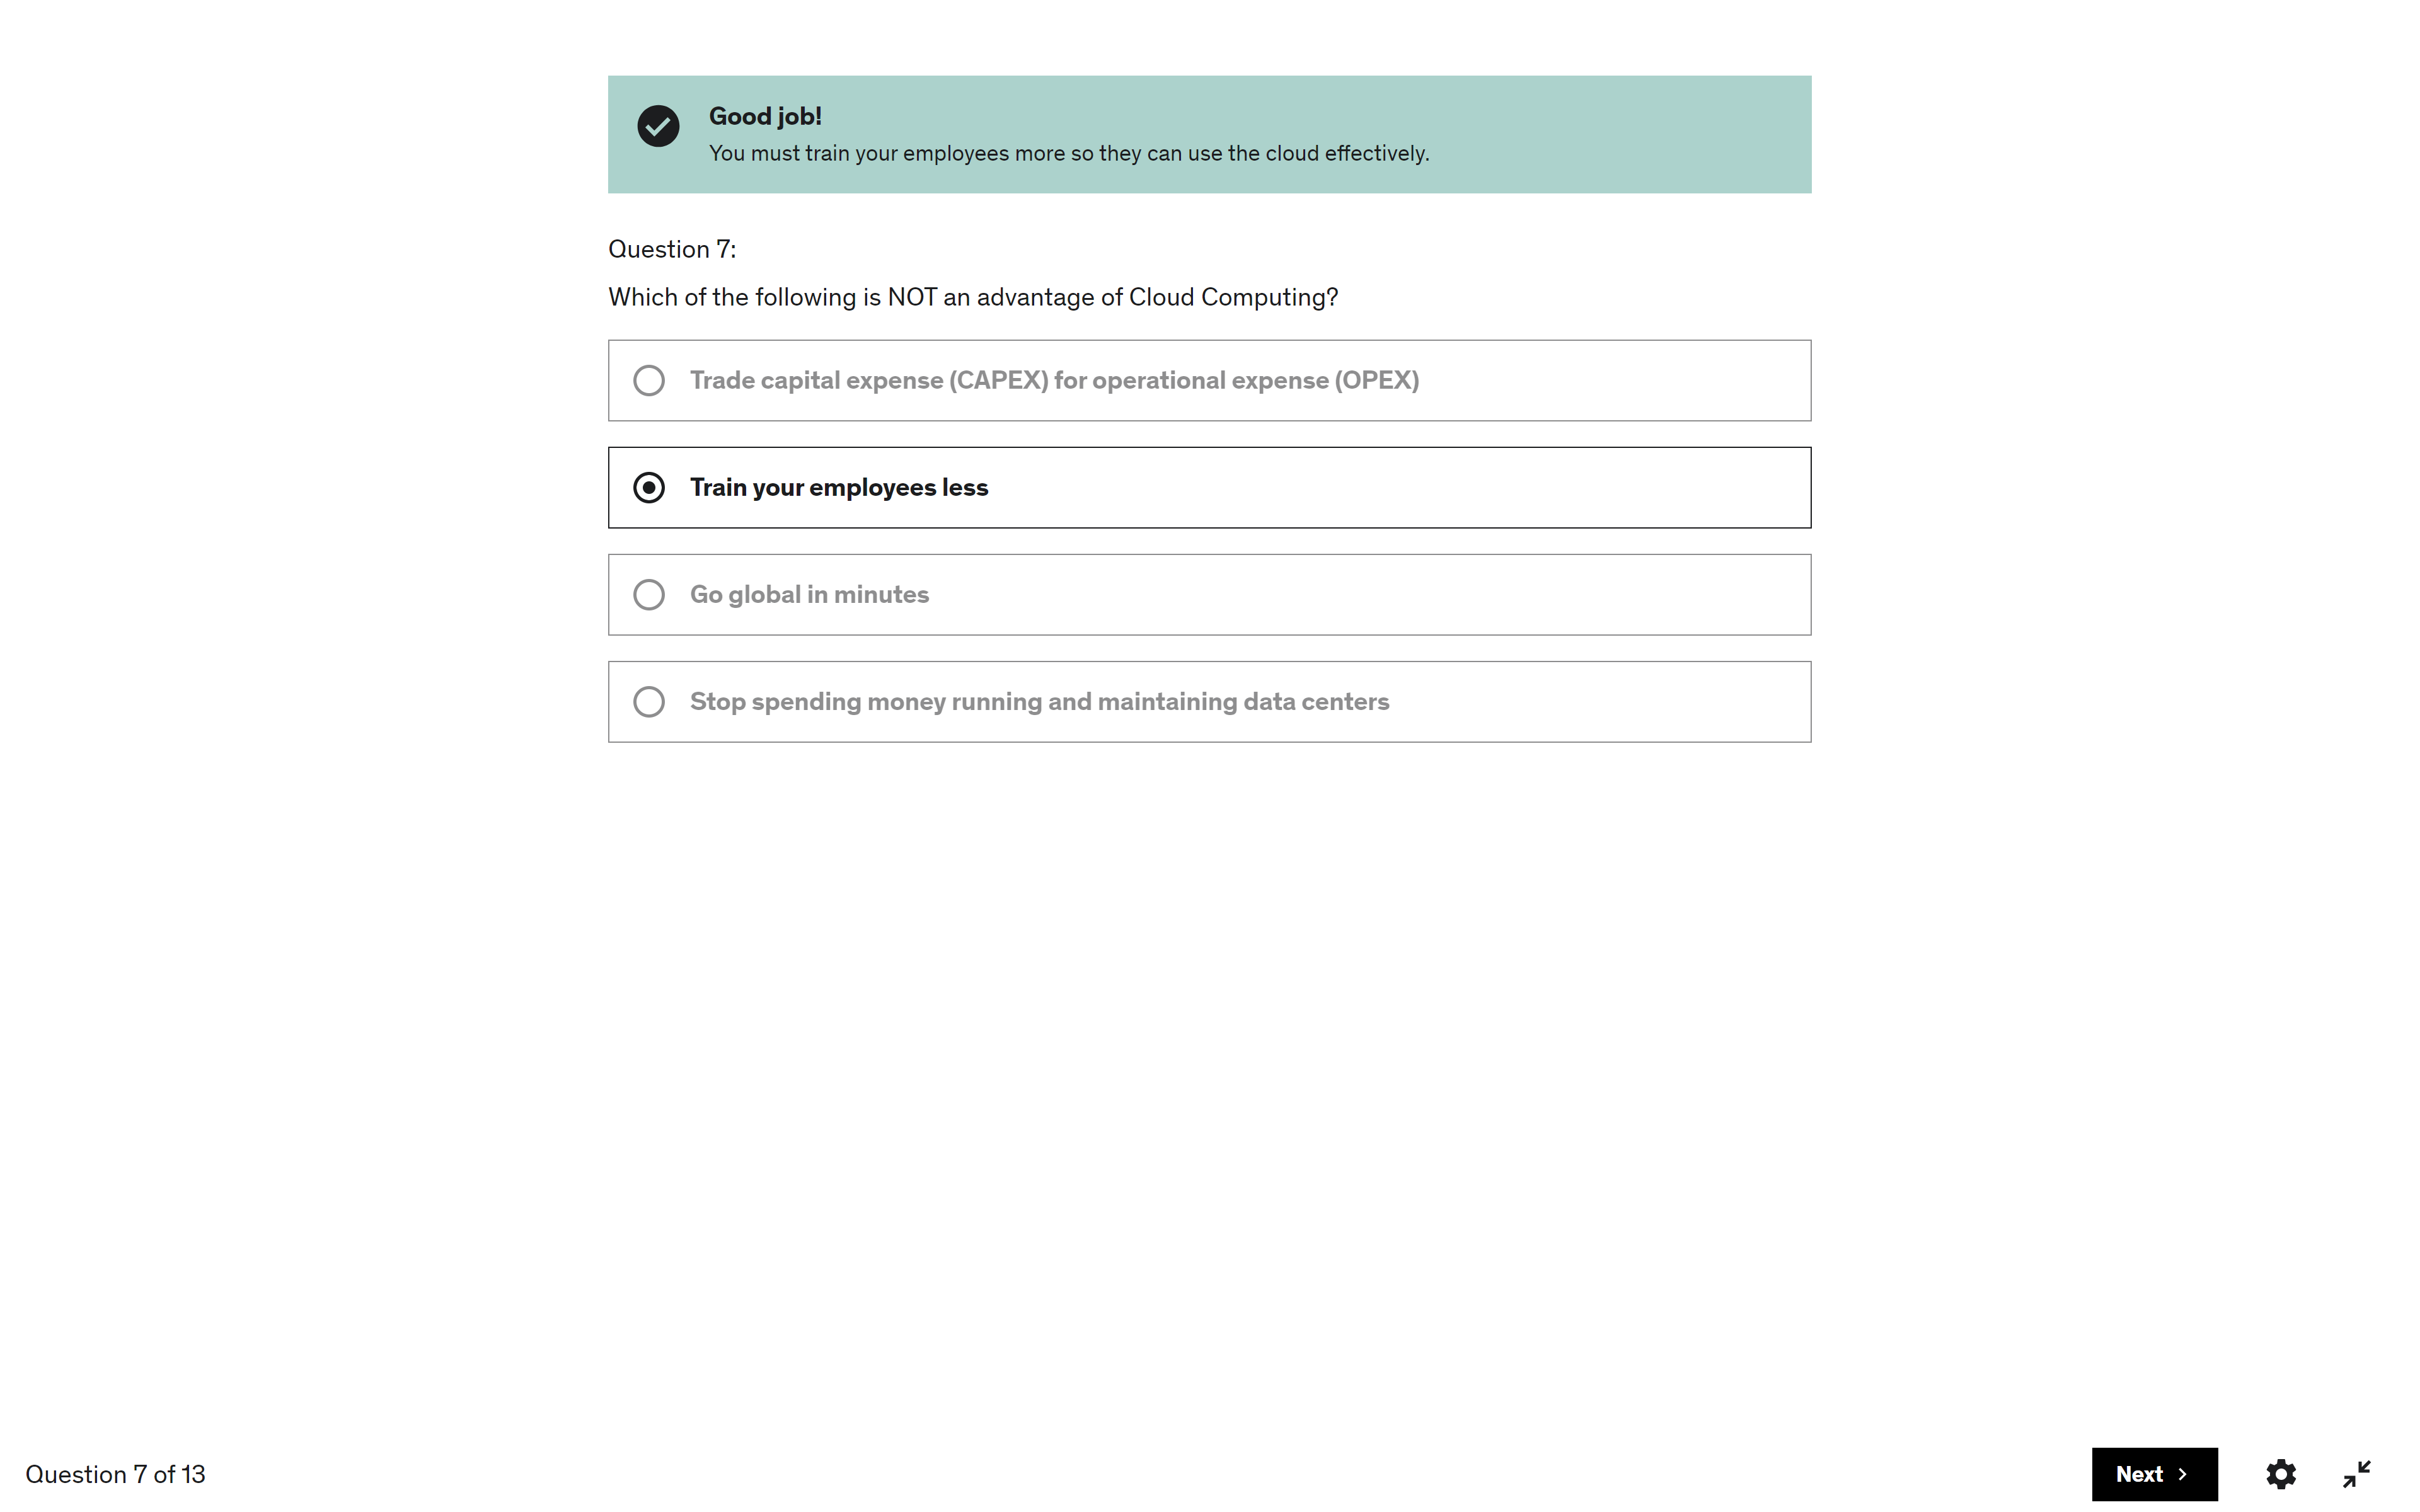 Good job!
You must train your employees more so they can use the cloud effectively.
Question 7:
Which of the following is NOT an advantage of Cloud Computing?
Trade capital expense (CAPEX) for operational expense (OPEX)
Train your employees less
Go global in minutes
Stop spending money running and maintaining data centers
Question 7 of 13
Next